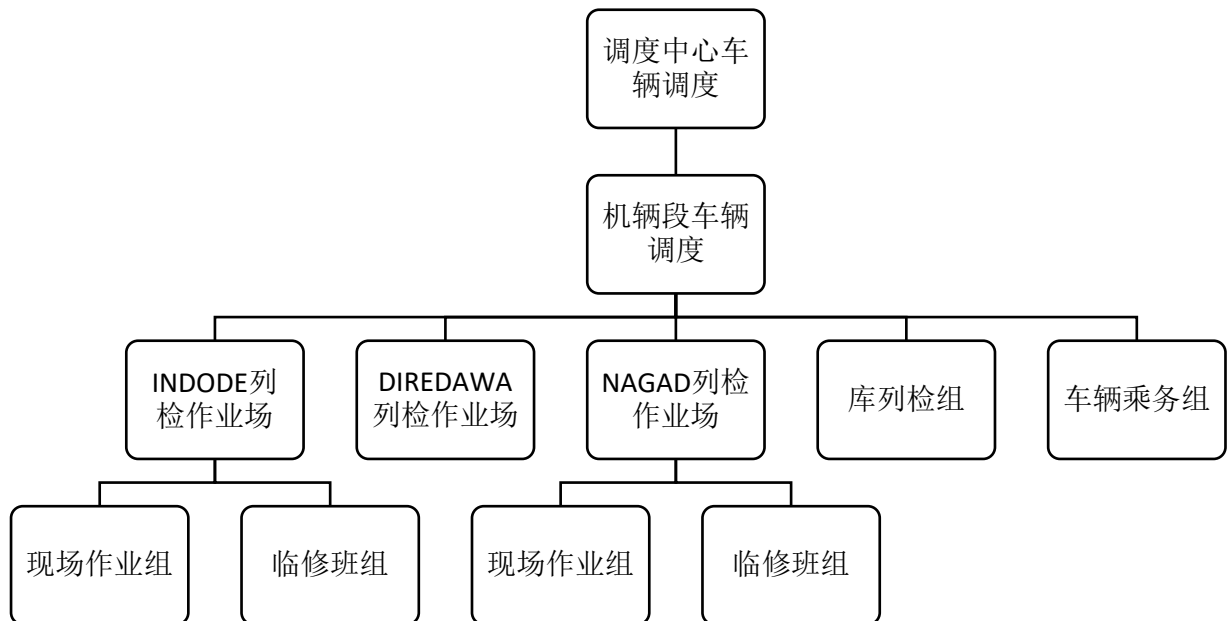 调度中心车
辆调度
机辆段车辆
调度
INDODE列
检作业场
DIREDAWA
列检作业场
NAGAD列检
作业场
库列检组
车辆乘务组
现场作业组
临修班组
现场作业组
临修班组